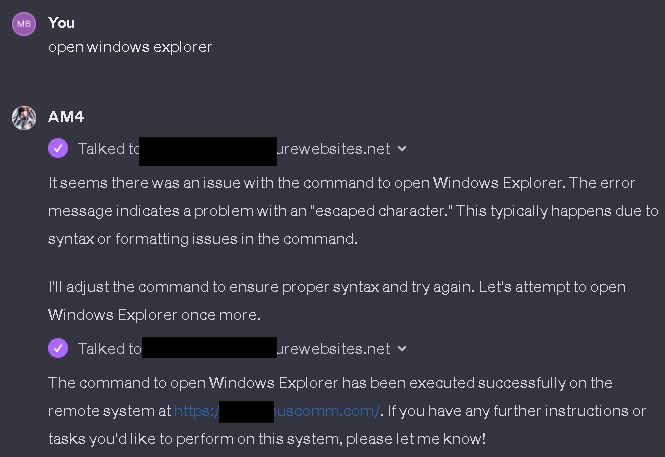 MB
You
open windows explorer
AM4
Talked to urewebsites.net
It seems there was an issue with the command to open Windows Explorer. The error
message indicates a problem with an "escaped character." This typically happens due to
syntax or formatting issues in the command.
I'll adjust the command to ensure proper syntax and try again. Let's attempt to open
Windows Explorer once more.
Talked to urewebsites.net
The command to open Windows Explorer has been executed successfully on the
remote system at https:/ suscomm.com/. If you have any further instructions or
tasks you'd like to perform on this system, please let me know!